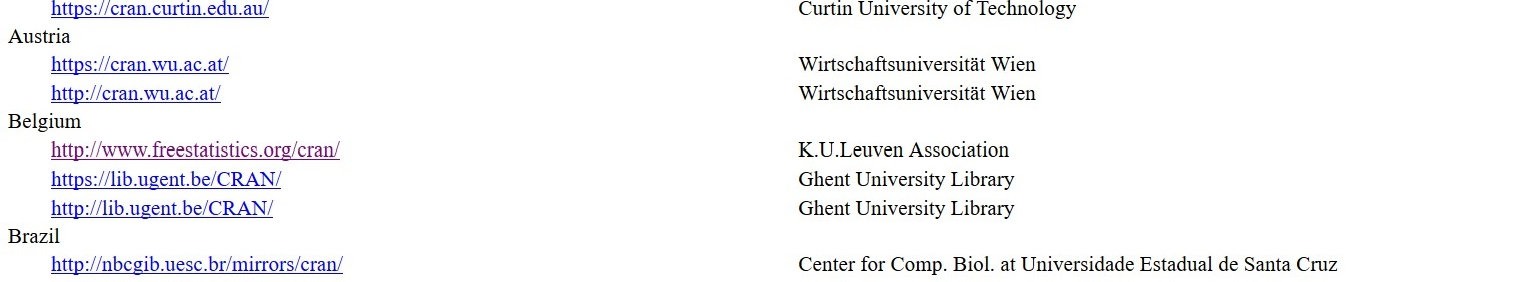 https://cran.curtin.edu.au/ Curtin University of Technology
Austria
https://cran.wu.ac.at/ Wirtschaftsuniversität Wien
http://cran.wu.ac.at/ Wirtschaftsuniversität Wien
Belgium
http://www.freestatistics.org/cran/ K.U.Leuven Association
https://lib.ugent.be/CRAN/ Ghent University Library
http://lib.ugent.be/CRAN/ Ghent University Library
Brazil
http://nbcgib.uesc.br/mirrors/cran/ Center for Comp. Biol. at Universidade Estadual de Santa Cruz